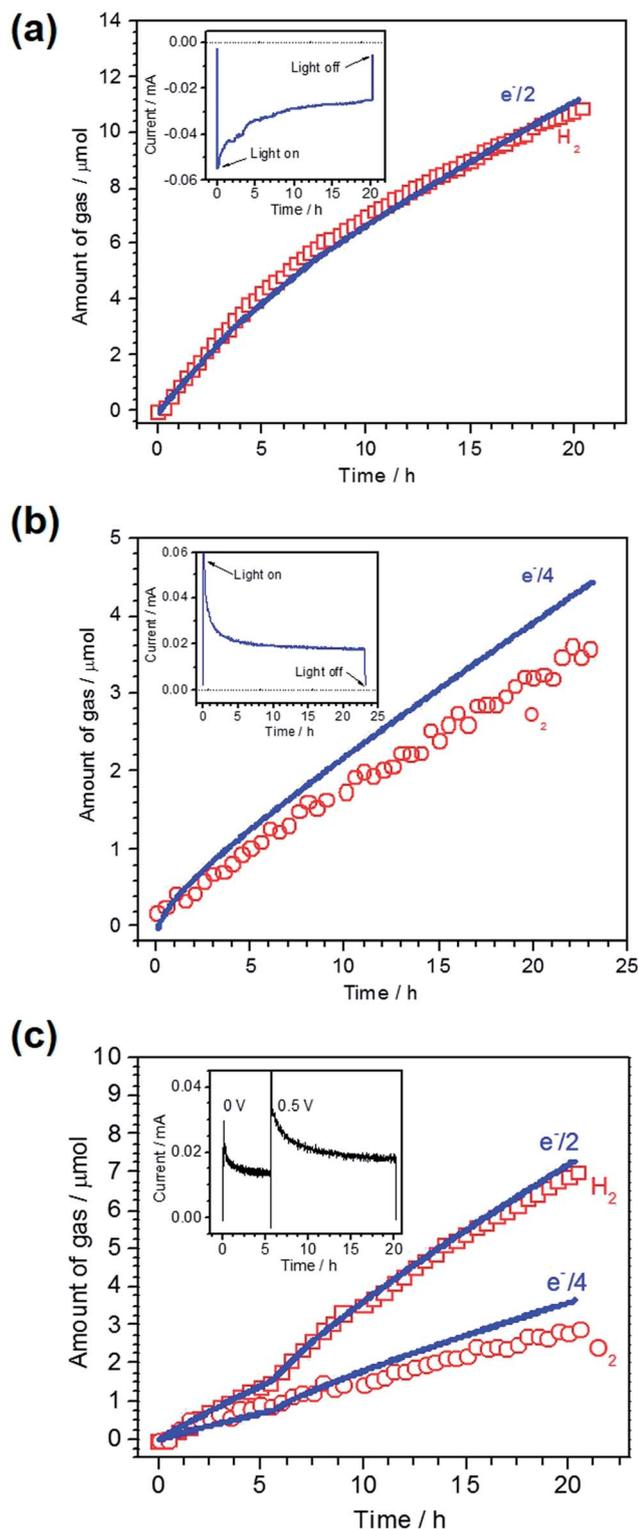 (a)
14
12
10
8
6
4
2
0
Amount of gas / μmol
0 5 10 15 20
Time / h
e⁻/2
H₂
0.00
-0.02
-0.04
-0.06
Current / mA
0 5 10 15 20
Time / h
Light off
Light on
(b)
5
4
3
2
1
0
Amount of gas / μmol
0 5 10 15 20 25
Time / h
e⁻/4
O₂
0.06
0.04
0.02
0.00
Current / mA
0 5 10 15 20 25
Time / h
Light on
Light off
(c)
10
9
8
7
6
5
4
3
2
1
0
Amount of gas / μmol
0 5 10 15 20
Time / h
e⁻/2
H₂
e⁻/4
O₂
0.04
0.02
0.00
Current / mA
0 5 10 15 20
Time / h
0 V 0.5 V